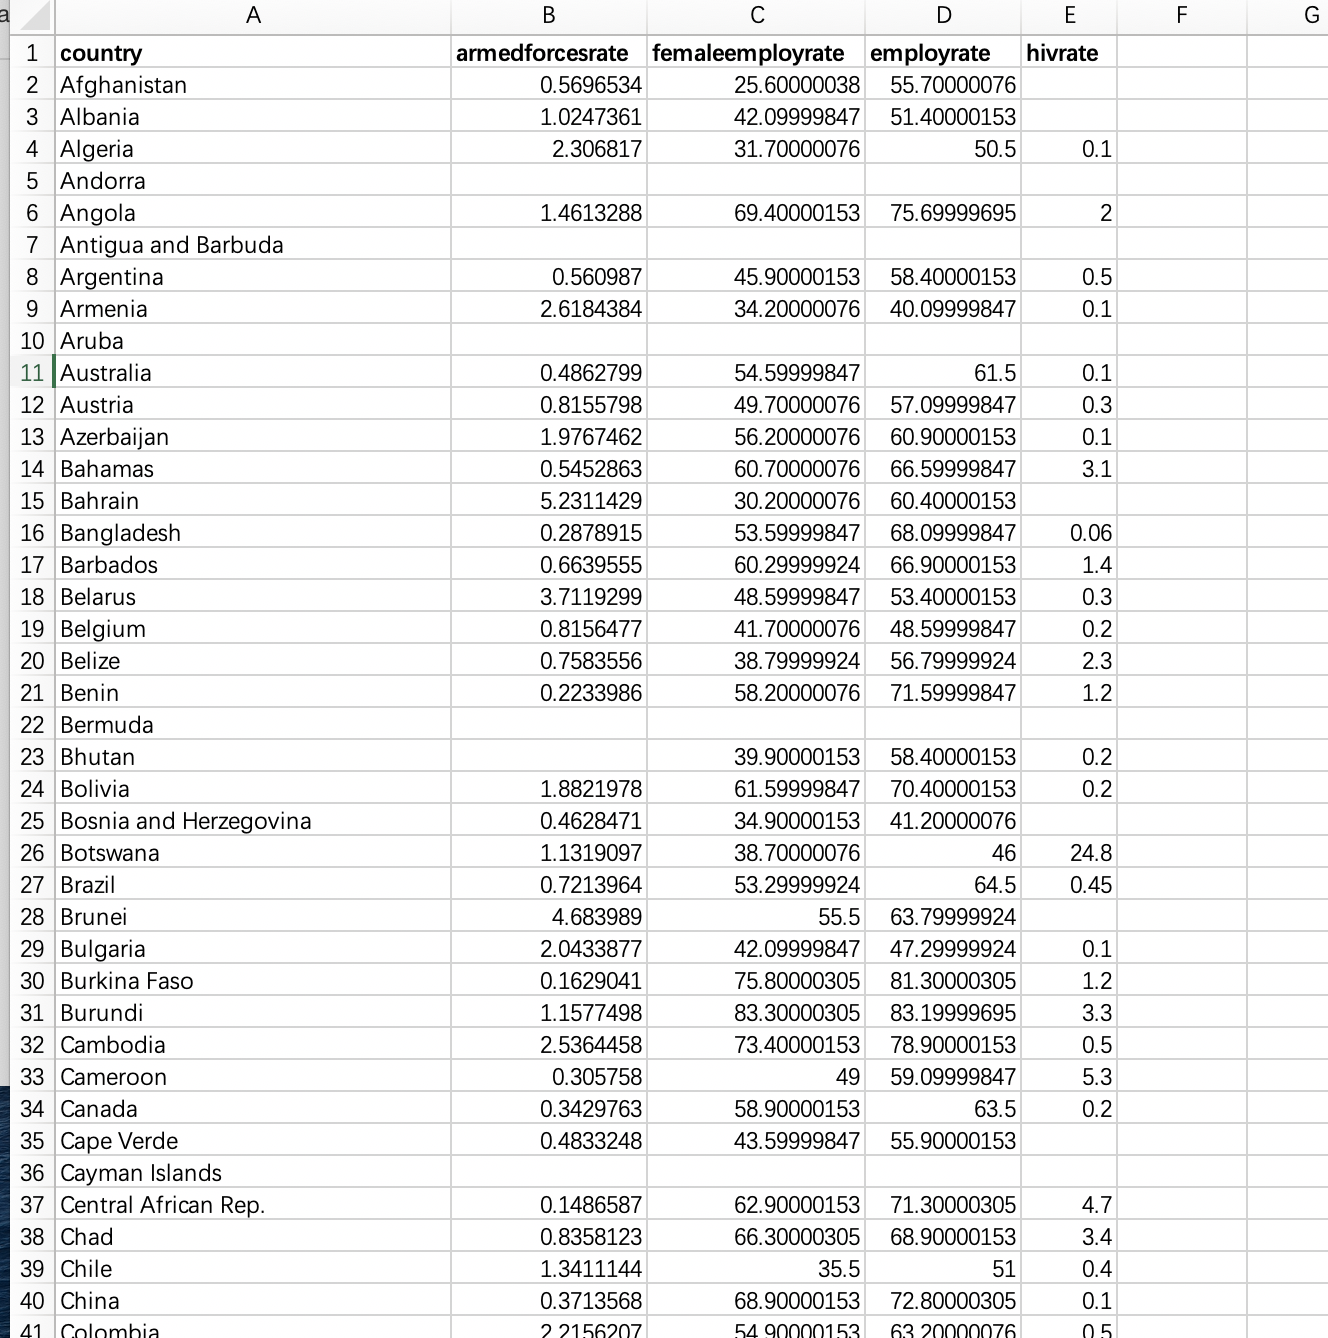 A B C D E F G
1 country armedforcesrate femaleemployrate employrate hivrate
2 Afghanistan 0.5696534 25.60000038 55.70000076
3 Albania 1.0247361 42.09999847 51.40000153
4 Algeria 2.306817 31.70000076 50.5 0.1
5 Andorra
6 Angola 1.4613288 69.40000153 75.69999695 2
7 Antigua and Barbuda
8 Argentina 0.560987 45.90000153 58.40000153 0.5
9 Armenia 2.6184384 34.20000076 40.09999847 0.1
10 Aruba
11 Australia 0.4862799 54.59999847 61.5 0.1
12 Austria 0.8155798 49.70000076 57.09999847 0.3
13 Azerbaijan 1.9767462 56.20000076 60.90000153 0.1
14 Bahamas 0.5452863 60.70000076 66.59999847 3.1
15 Bahrain 5.2311429 30.20000076 60.40000153
16 Bangladesh 0.2878915 53.59999847 68.09999847 0.06
17 Barbados 0.6639555 60.29999924 66.90000153 1.4
18 Belarus 3.7119299 48.59999847 53.40000153 0.3
19 Belgium 0.8156477 41.70000076 48.59999847 0.2
20 Belize 0.7583556 38.79999924 56.79999924 2.3
21 Benin 0.2233986 58.20000076 71.59999847 1.2
22 Bermuda
23 Bhutan 39.90000153 58.40000153 0.2
24 Bolivia 1.8821978 61.59999847 70.40000153 0.2
25 Bosnia and Herzegovina 0.4628471 34.90000153 41.20000076
26 Botswana 1.1319097 38.70000076 46 24.8
27 Brazil 0.7213964 53.29999924 64.5 0.45
28 Brunei 4.683989 55.5 63.79999924
29 Bulgaria 2.0433877 42.09999847 47.29999924 0.1
30 Burkina Faso 0.1629041 75.80000305 81.30000305 1.2
31 Burundi 1.1577498 83.30000305 83.19999695 3.3
32 Cambodia 2.5364458 73.40000153 78.90000153 0.5
33 Cameroon 0.305758 49 59.09999847 5.3
34 Canada 0.3429763 58.90000153 63.5 0.2
35 Cape Verde 0.4833248 43.59999847 55.90000153
36 Cayman Islands
37 Central African Rep. 0.1486587 62.90000153 71.30000305 4.7
38 Chad 0.8358123 66.30000305 68.90000153 3.4
39 Chile 1.3411144 35.5 51 0.4
40 China 0.3713568 68.90000153 72.80000305 0.1
41 Colombia 2.2156207 54.90000153 63.20000076 0.5